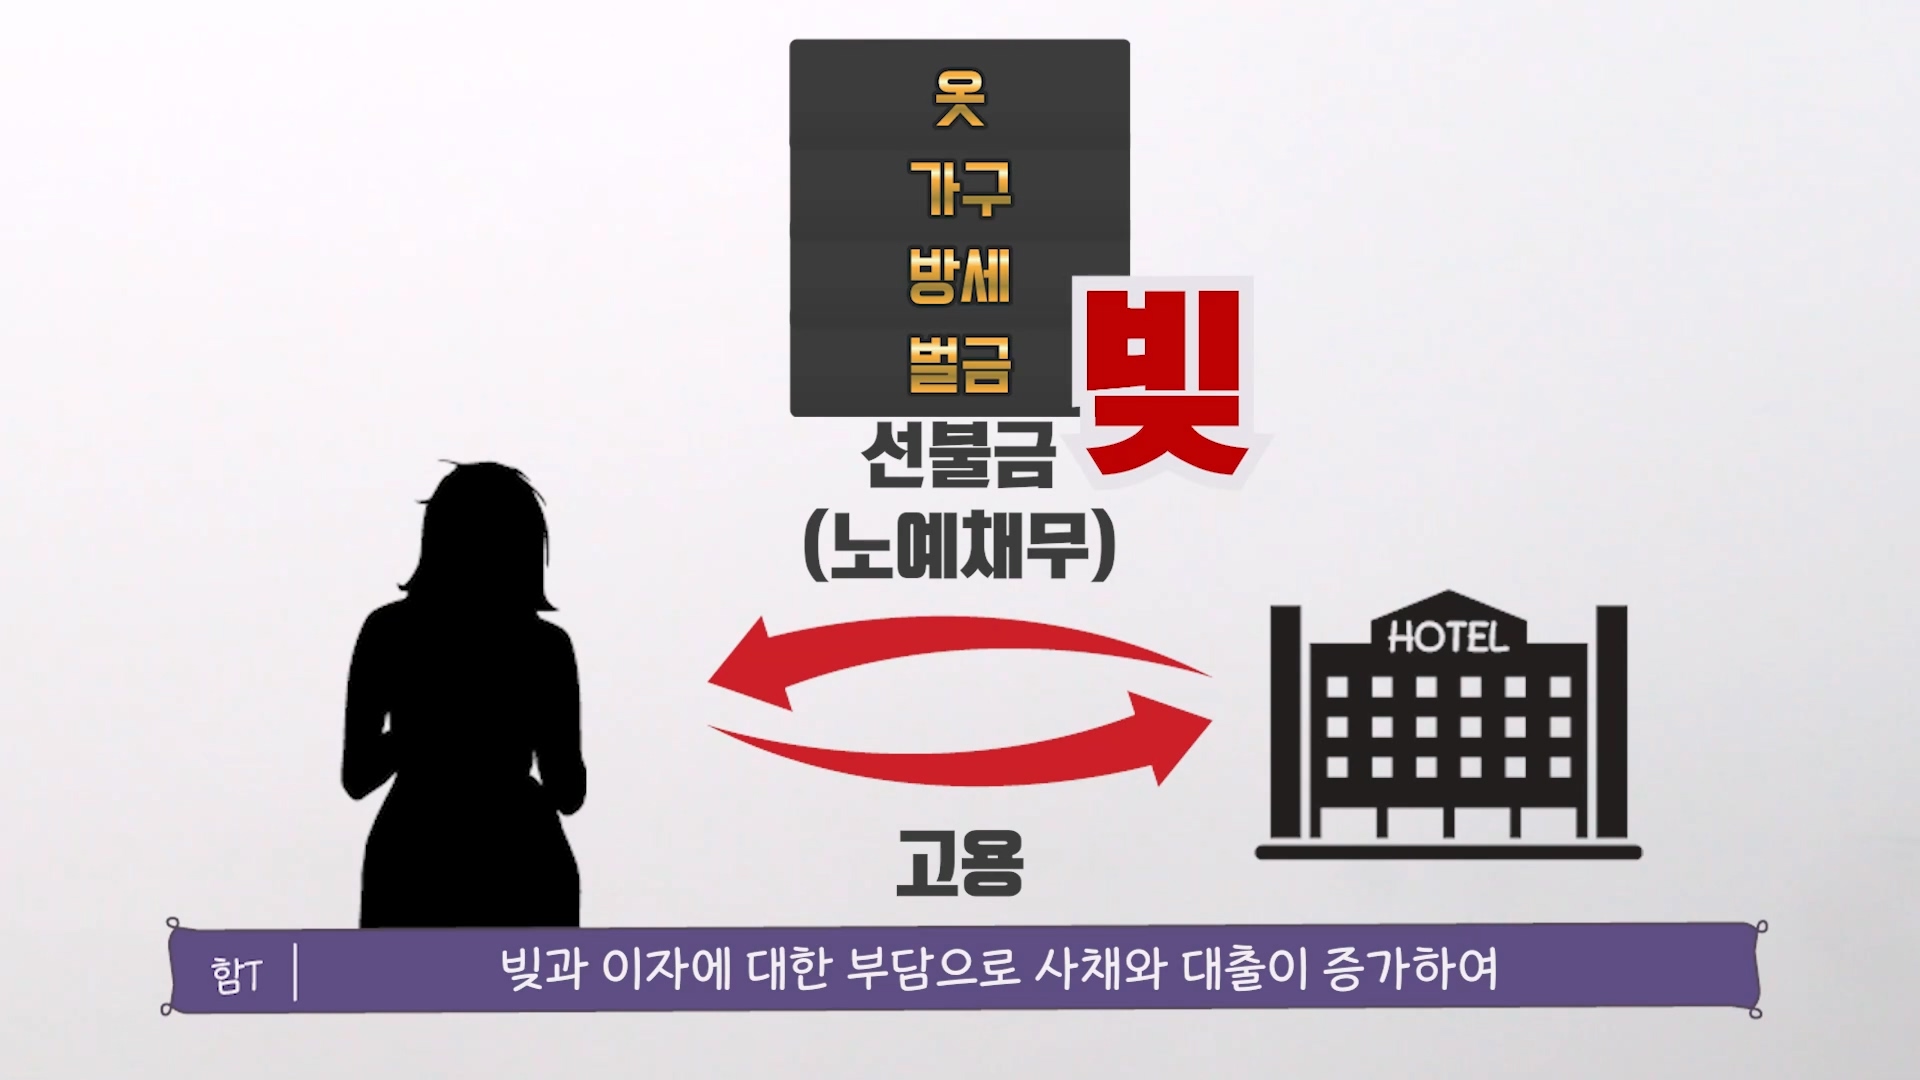 옷
가구
방세
벌금
빚
선불금
(노예채무)
HOTEL
고용
함T
빚과 이자에 대한 부담으로 사채와 대출이 증가하여